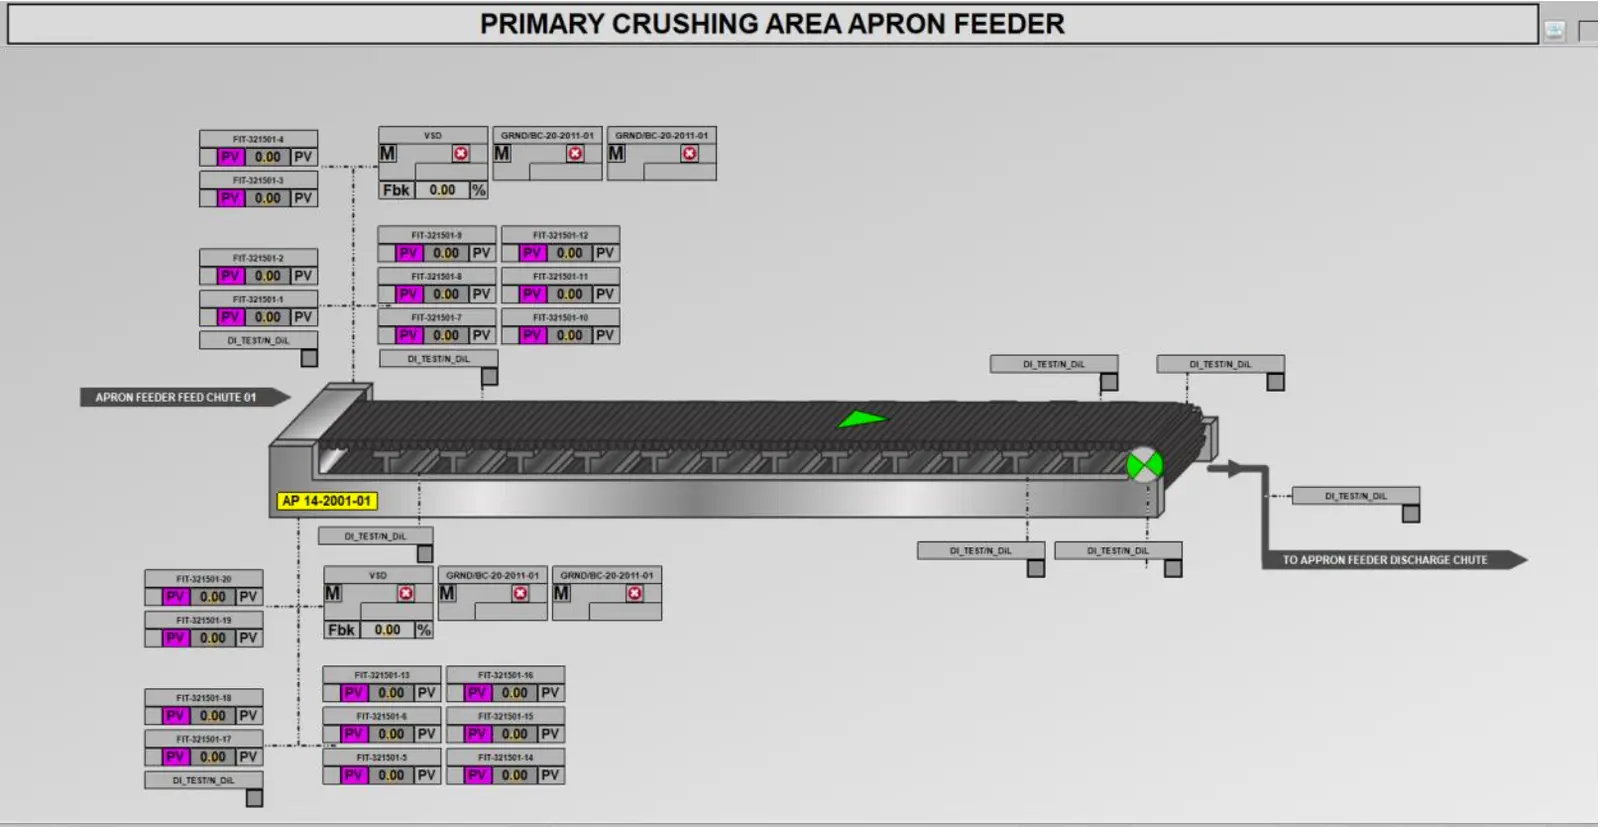 PRIMARY CRUSHING AREA APRON FEEDER
FIT-321501-4
PV 0.00 PV
FIT-321501-3
PV 0.00 PV
VSD
M
Fbk 0.00 %
GRND/BC-20-2011-01
M
GRND/BC-20-2011-01
M
FIT-321501-2
PV 0.00 PV
FIT-321501-1
PV 0.00 PV
DI_TEST/N_DiL
FIT-321501-9
PV 0.00 PV
FIT-321501-12
PV 0.00 PV
FIT-321501-8
PV 0.00 PV
FIT-321501-11
PV 0.00 PV
FIT-321501-7
PV 0.00 PV
FIT-321501-10
PV 0.00 PV
DI_TEST/N_DiL
DI_TEST/N_DiL
DI_TEST/N_DiL
APRON FEEDER FEED CHUTE 01
AP 14-2001-01
DI_TEST/N_DiL
DI_TEST/N_DiL
DI_TEST/N_DiL
DI_TEST/N_DiL
TO APPRON FEEDER DISCHARGE CHUTE
FIT-321501-20
PV 0.00 PV
FIT-321501-19
PV 0.00 PV
VSD
M
Fbk 0.00 %
GRND/BC-20-2011-01
M
GRND/BC-20-2011-01
M
FIT-321501-18
PV 0.00 PV
FIT-321501-17
PV 0.00 PV
DI_TEST/N_DiL
FIT-321501-13
PV 0.00 PV
FIT-321501-16
PV 0.00 PV
FIT-321501-6
PV 0.00 PV
FIT-321501-15
PV 0.00 PV
FIT-321501-5
PV 0.00 PV
FIT-321501-14
PV 0.00 PV